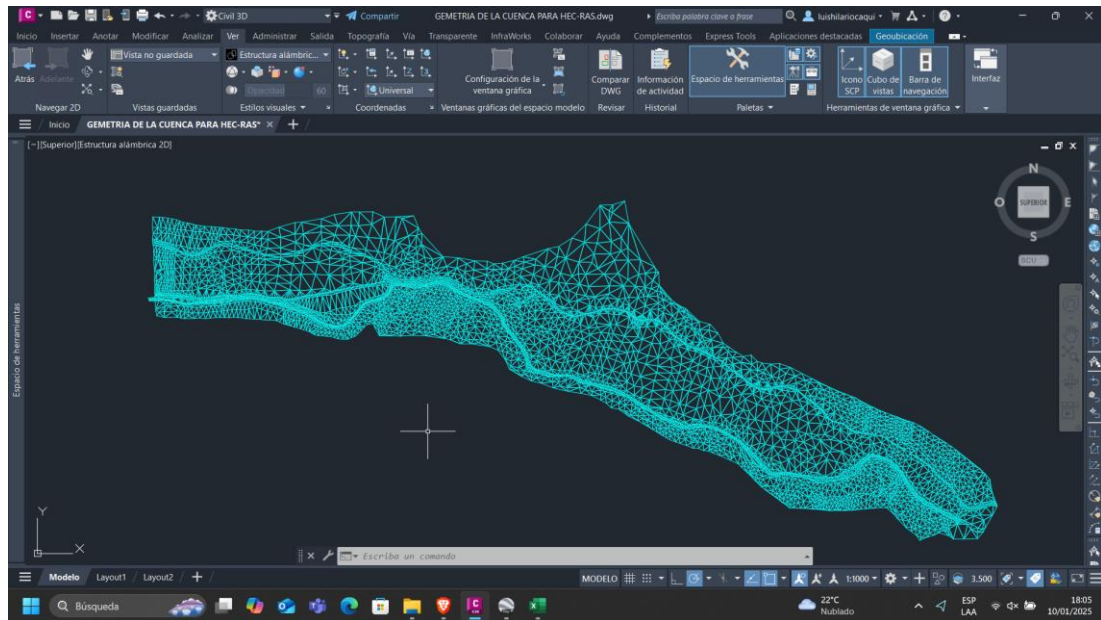 Civil 3D Compartir GEMETRIA DE LA CUENCA PARA HEC-RAS.dwg Escriba palabra clave o frase luishilariocaqui
Inicio Insertar Anotar Modificar Analizar Ver Administrar Salida Topografía Vía Transparente InfraWorks Colaborar Ayuda Complementos Express Tools Aplicaciones destacadas Geoubicación
Atrás Adelante
Vista no guardada
Estructura alámbric...
Opacidad 60
Universal
Configuración de la
ventana gráfica
Comparar
DWG
Información
de actividad
Espacio de herramientas
Icono
SCP
Cubo de
vistas
Barra de
navegación
Interfaz
Navegar 2D Vistas guardadas Estilos visuales Coordenadas Ventanas gráficas del espacio modelo Revisar Historial Paletas Herramientas de ventana gráfica
Inicio GEMETRIA DE LA CUENCA PARA HEC-RAS* × +
[−][Superior][Estructura alámbrica 2D]
N
O SUPERIOR E
S
SCU
Espacio de herramientas
Y
X
Escriba un comando
Modelo Layout1 Layout2 + MODELO 1:1000 3.500
Búsqueda
22°C
Nublado
ESP
LAA
18:05
10/01/2025